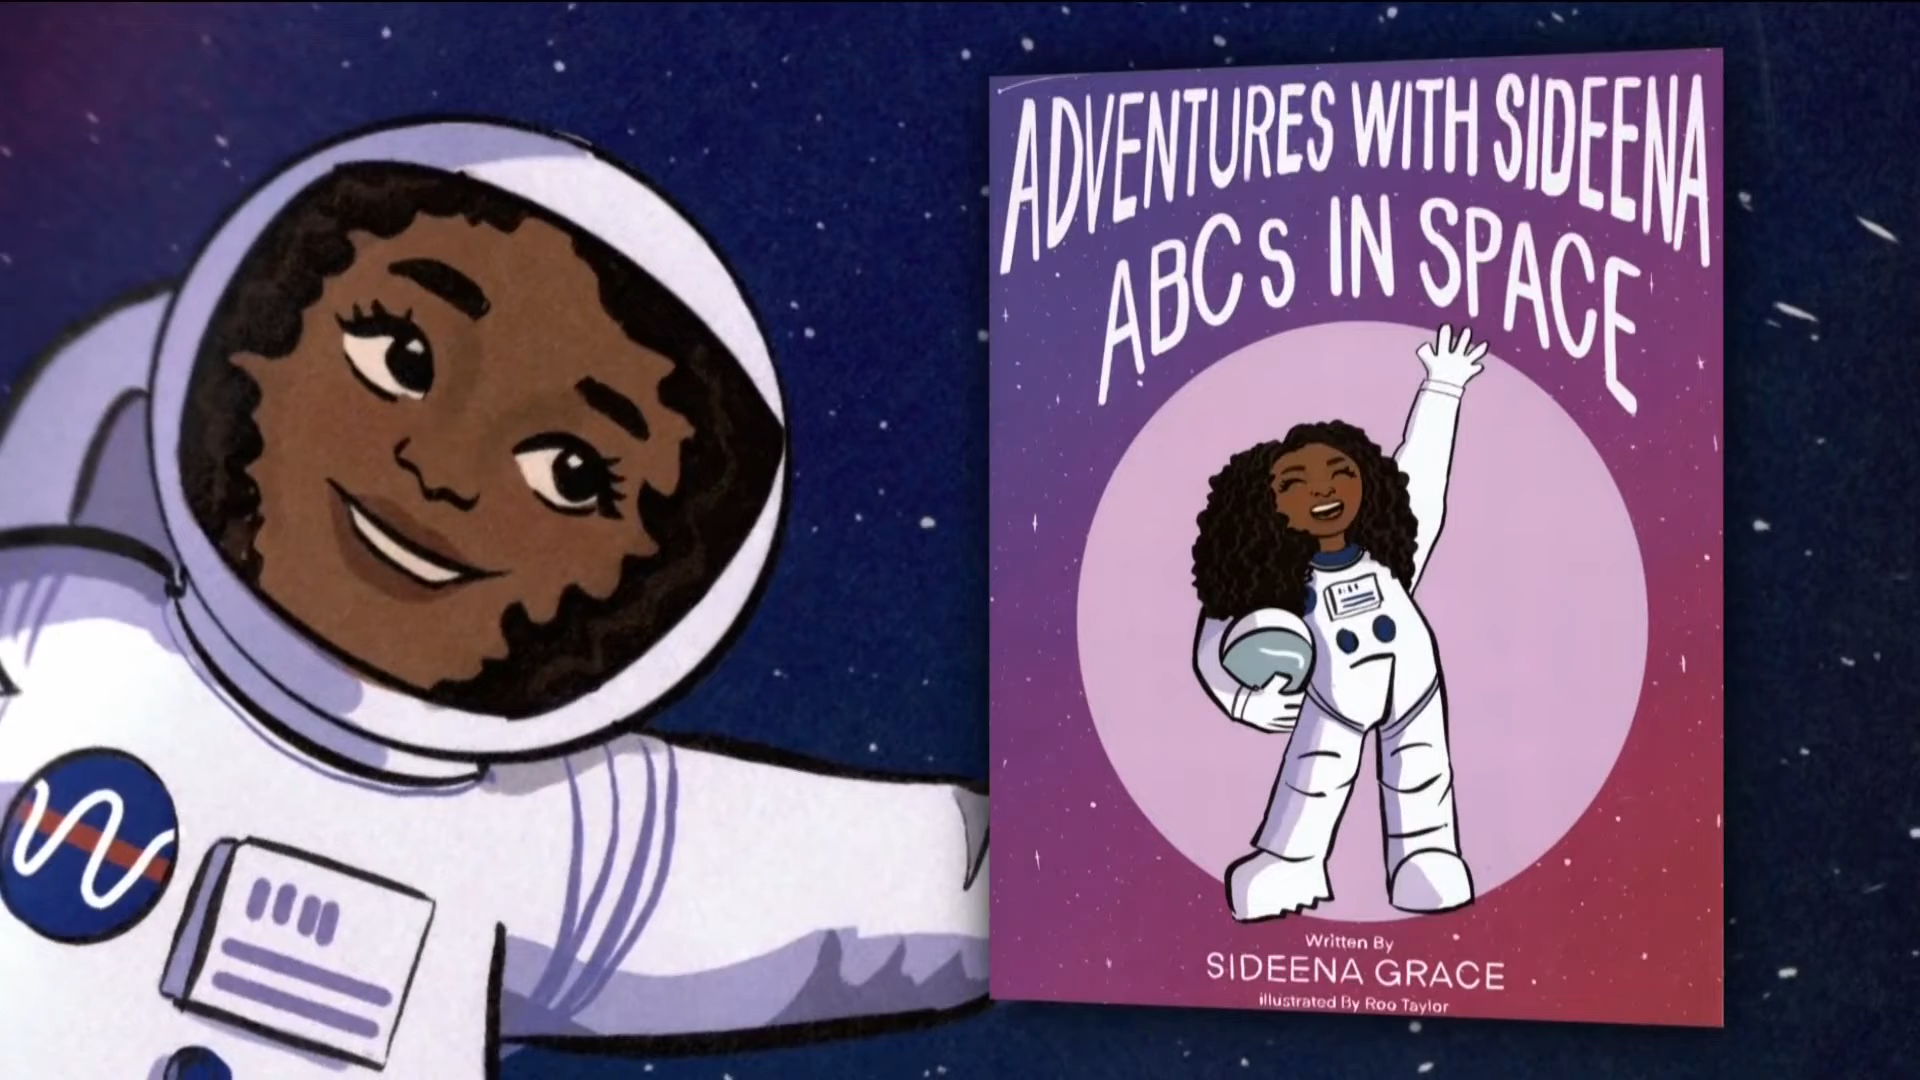 ADVENTURES WITH SIDEENA
ABCS IN SPACE
Written By
SIDEENA GRACE
illustrated By Roo Taylor